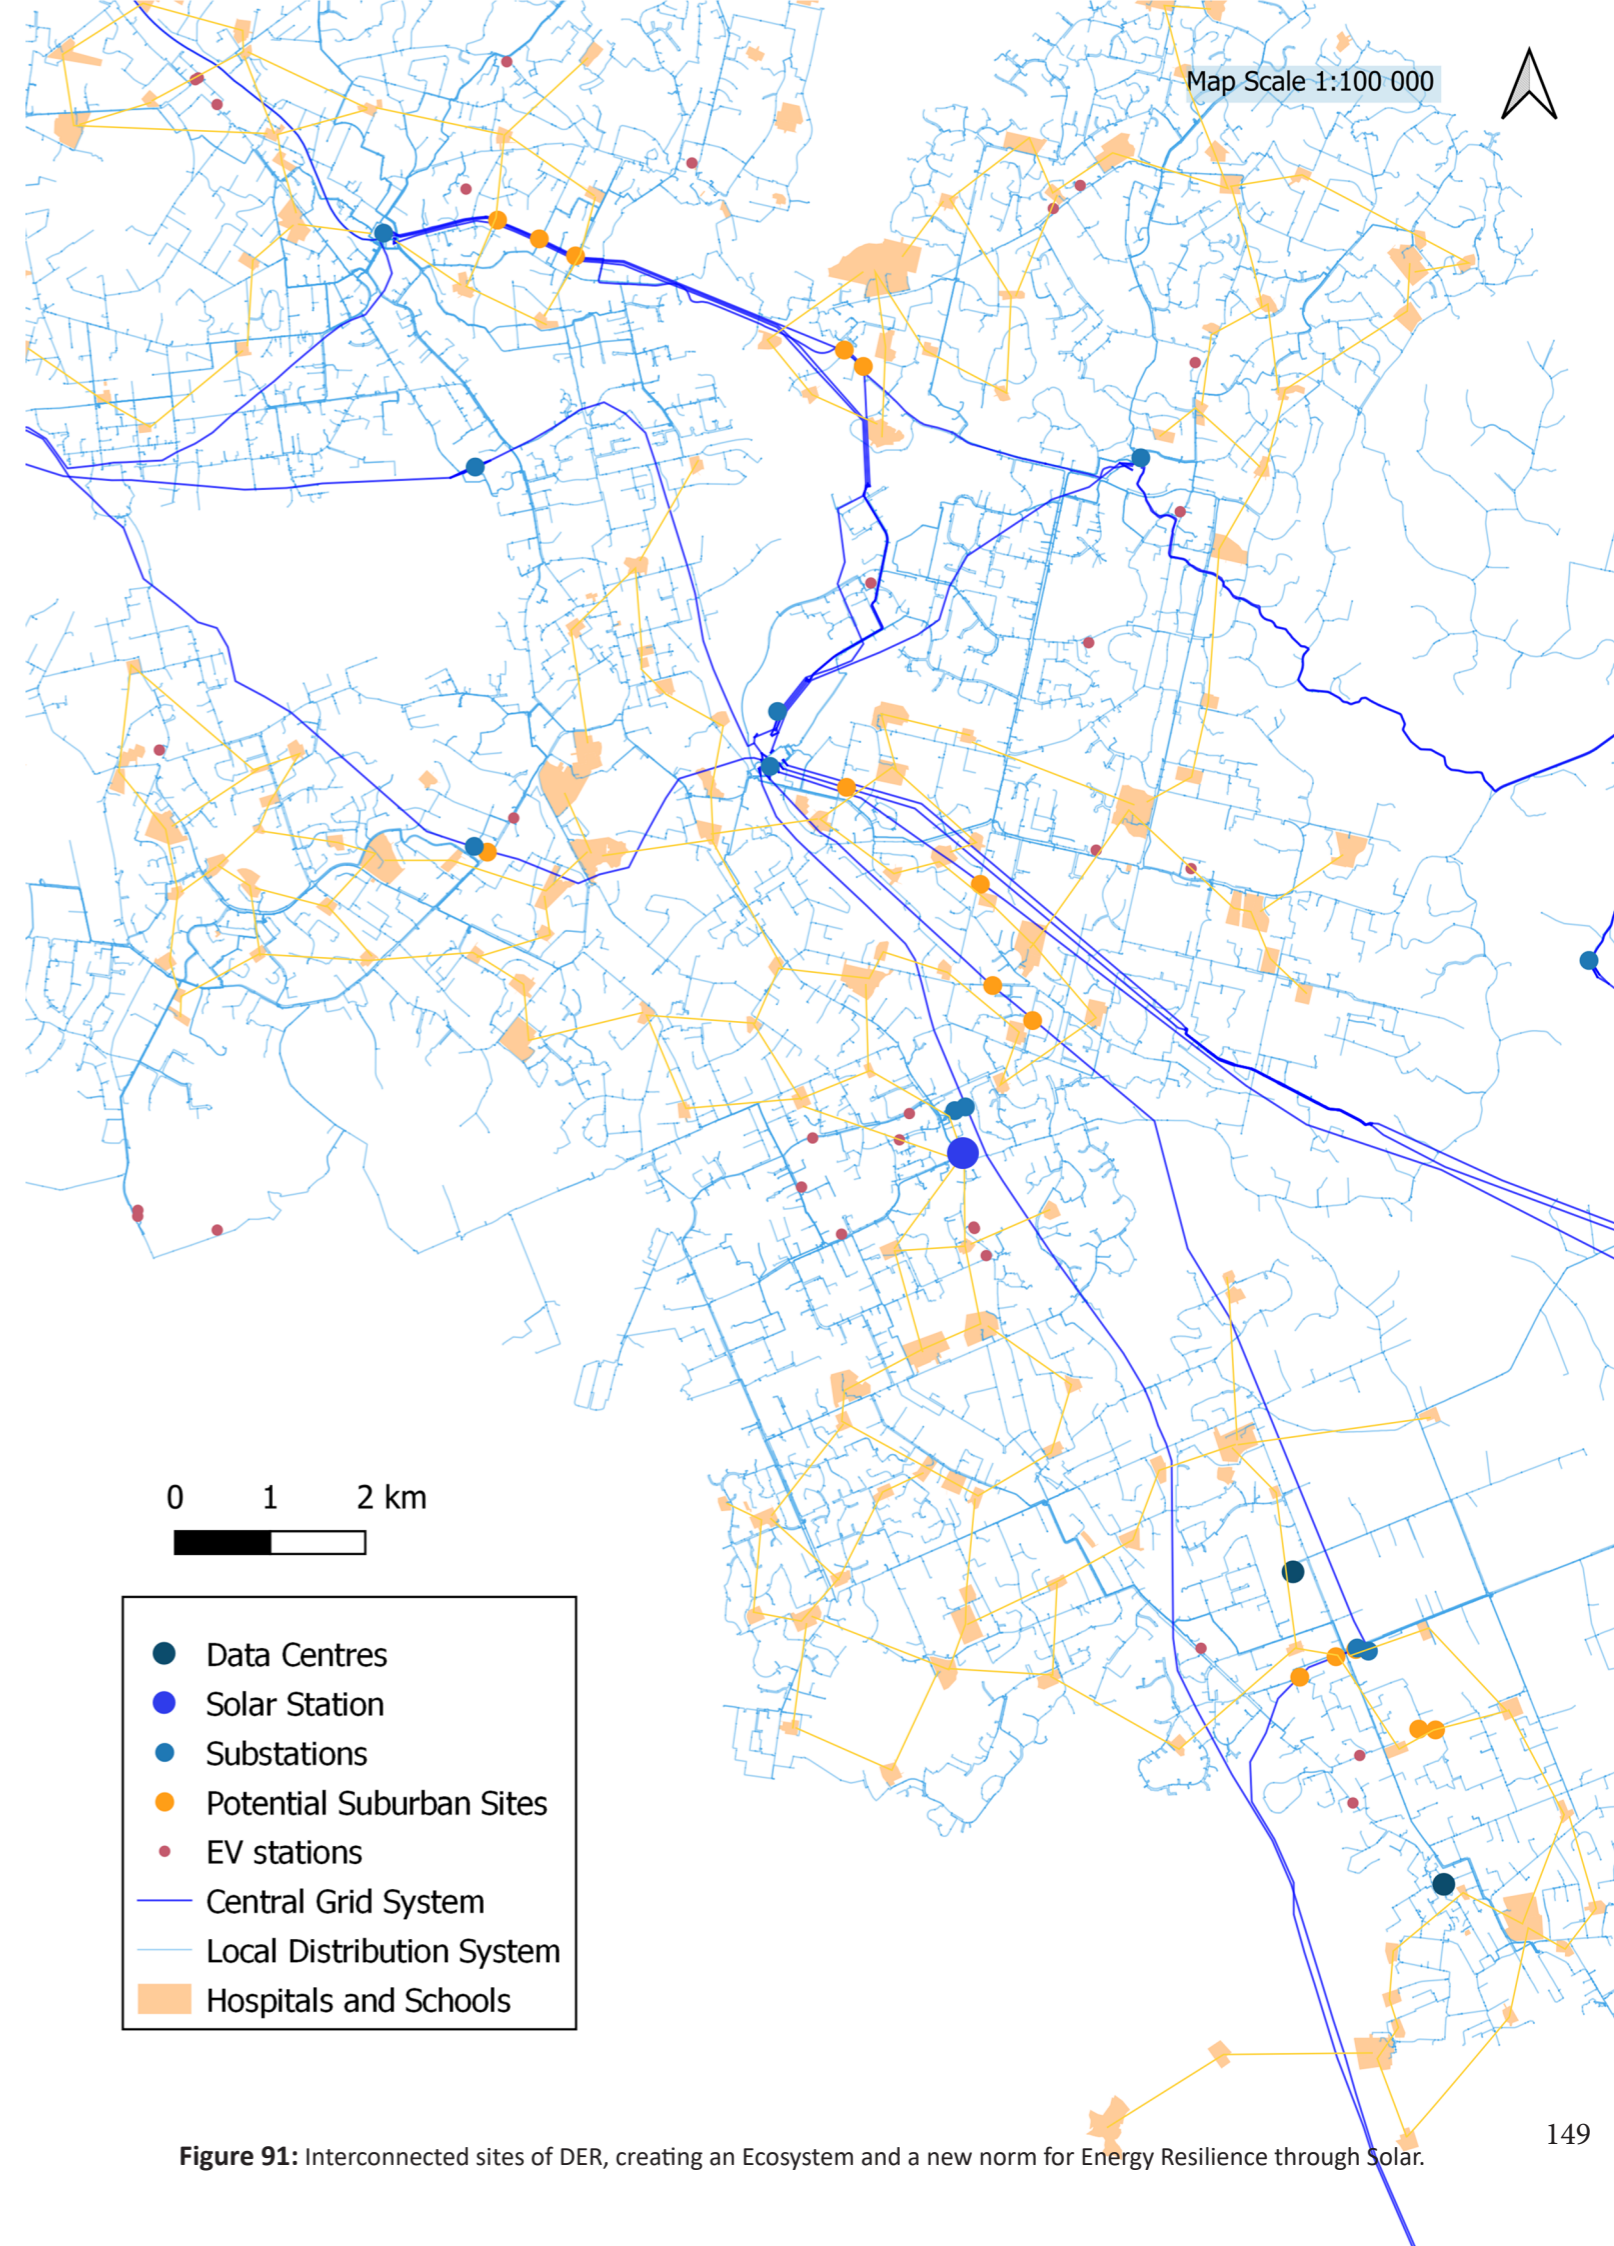 Map Scale 1:100 000
0 1 2 km
Data Centres
Solar Station
Substations
Potential Suburban Sites
EV stations
Central Grid System
Local Distribution System
Hospitals and Schools
149
Figure 91: Interconnected sites of DER, creating an Ecosystem and a new norm for Energy Resilience through Solar.